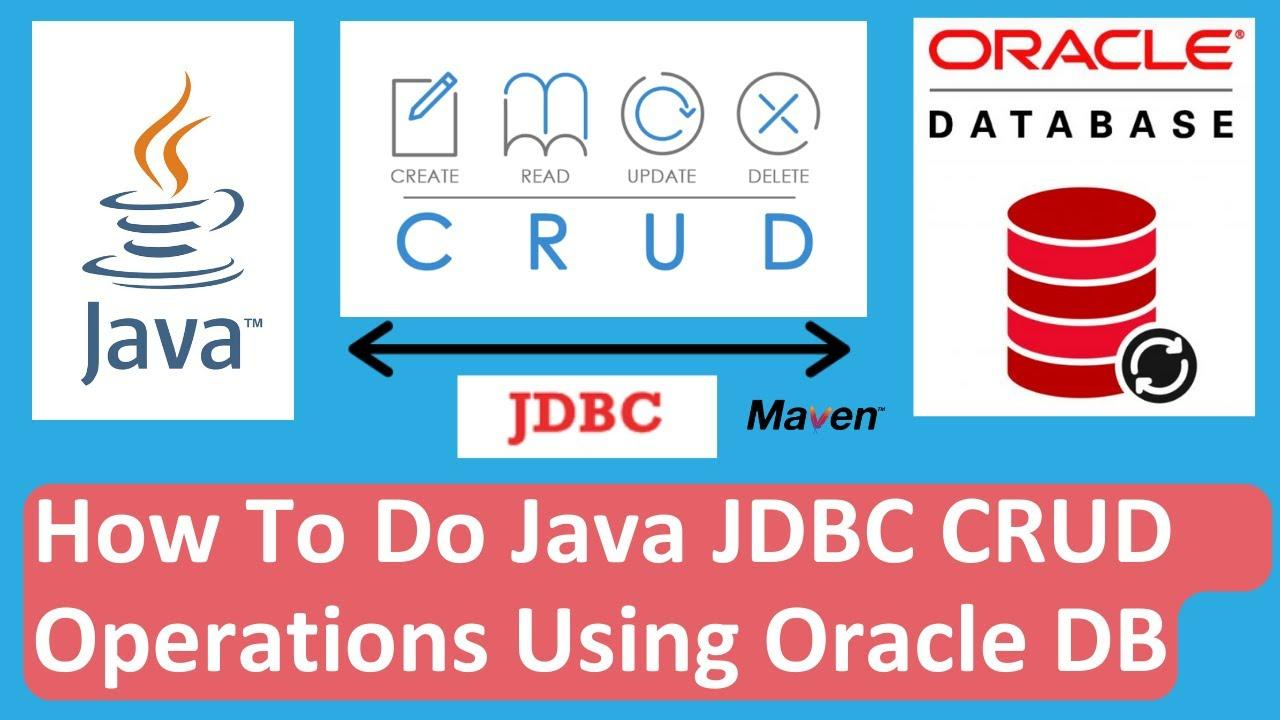 Java™
CREATE READ UPDATE DELETE
C R U D
ORACLE®
DATABASE
JDBC
Maven™
How To Do Java JDBC CRUD
Operations Using Oracle DB